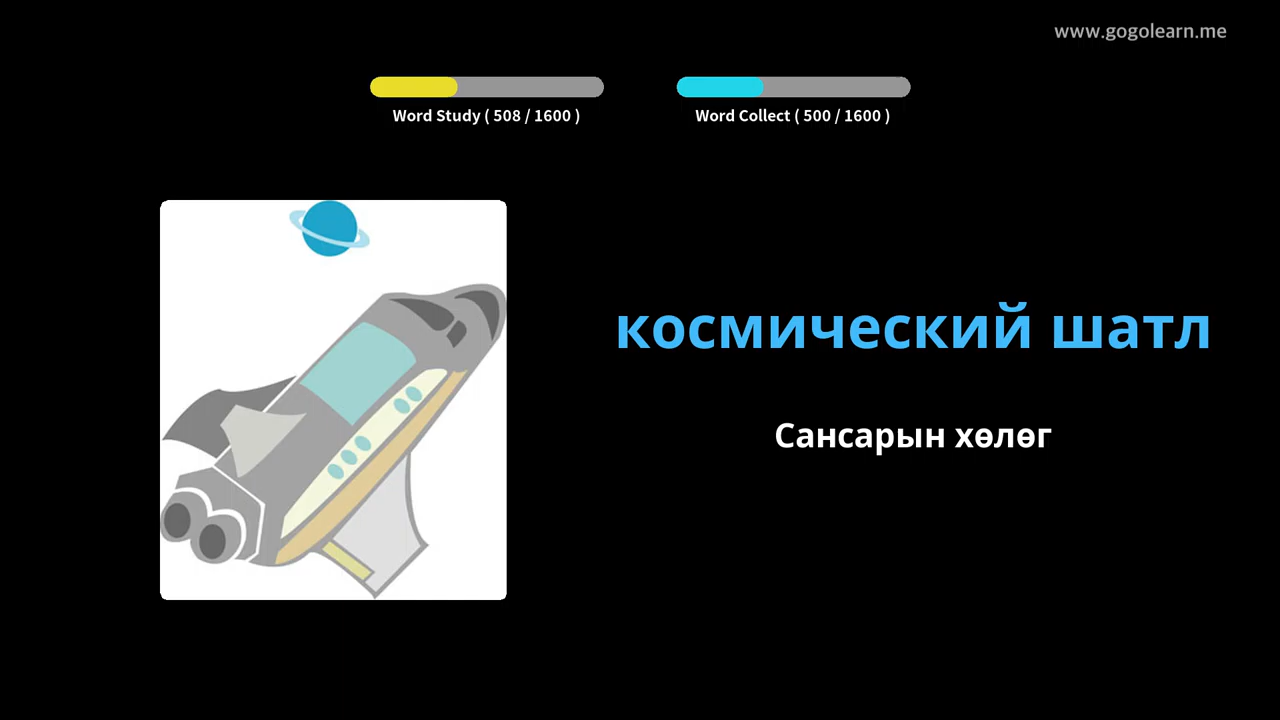 www.gogolearn.me
Word Study ( 508 / 1600 )
Word Collect ( 500 / 1600 )
космический шатл
Сансарын хөлөг